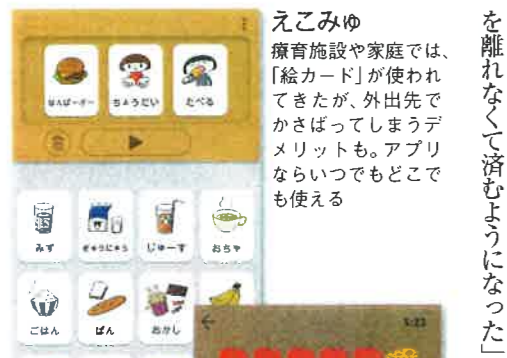 を離れなくて済むようになった」
えこみゅ
療育施設や家庭では、
「絵カード」が使われ
てきたが、外出先で
かさばってしまうデ
メリットも。アプリ
ならいつでもどこで
も使える
はんばーがー
ちょうだい
たべる
みず
ぎゅうにゅう
じゅーす
おちゃ
ごはん
ぱん
おかし
5:23